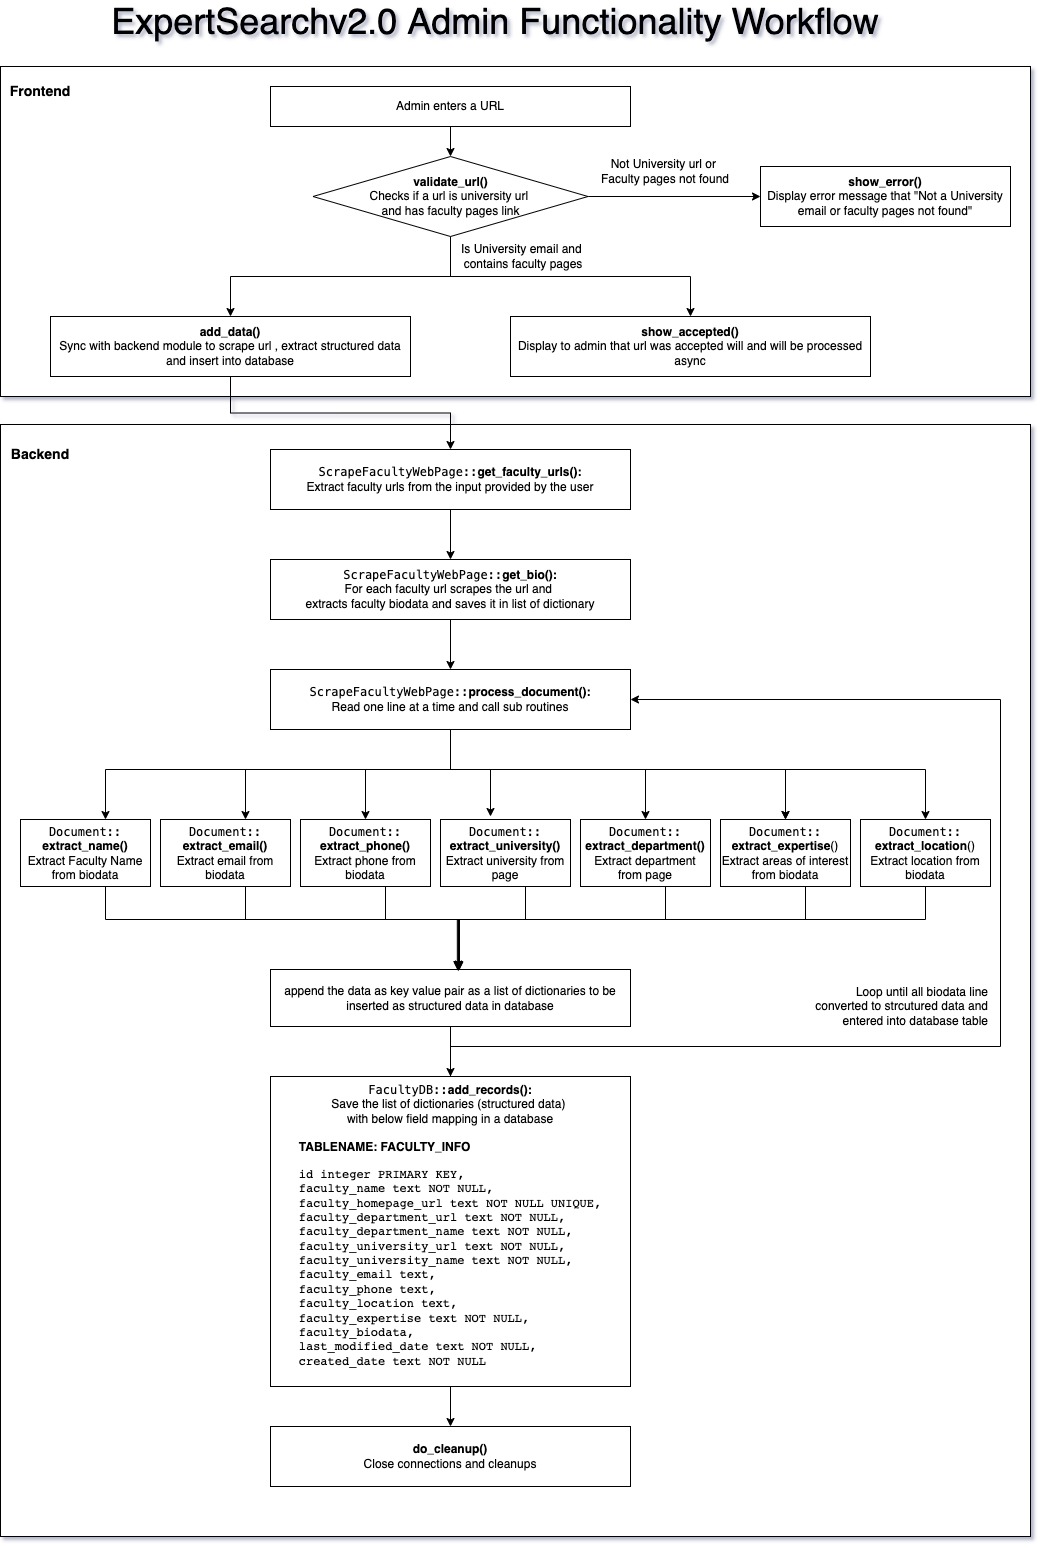 ExpertSearchv2.0 Admin Functionality Workflow
Frontend
Admin enters a URL
validate_url()
Checks if a url is university url
and has faculty pages link
Not University url or
Faculty pages not found
show_error()
Display error message that "Not a University
email or faculty pages not found"
Is University email and
contains faculty pages
add_data()
Sync with backend module to scrape url , extract structured data
and insert into database
show_accepted()
Display to admin that url was accepted will and will be processed
async
Backend
ScrapeFacultyWebPage::get_faculty_urls():
Extract faculty urls from the input provided by the user
ScrapeFacultyWebPage::get_bio():
For each faculty url scrapes the url and
extracts faculty biodata and saves it in list of dictionary
ScrapeFacultyWebPage::process_document():
Read one line at a time and call sub routines
Document::
extract_name()
Extract Faculty Name
from biodata
Document::
extract_email()
Extract email from
biodata
Document::
extract_phone()
Extract phone from
biodata
Document::
extract_university()
Extract university from
page
Document::
extract_department()
Extract department
from page
Document::
extract_expertise()
Extract areas of interest
from biodata
Document::
extract_location()
Extract location from
biodata
append the data as key value pair as a list of dictionaries to be
inserted as structured data in database
Loop until all biodata line
converted to strcutured data and
entered into database table
FacultyDB::add_records():
Save the list of dictionaries (structured data)
with below field mapping in a database
TABLENAME: FACULTY_INFO
id integer PRIMARY KEY,
faculty_name text NOT NULL,
faculty_homepage_url text NOT NULL UNIQUE,
faculty_department_url text NOT NULL,
faculty_department_name text NOT NULL,
faculty_university_url text NOT NULL,
faculty_university_name text NOT NULL,
faculty_email text,
faculty_phone text,
faculty_location text,
faculty_expertise text NOT NULL,
faculty_biodata,
last_modified_date text NOT NULL,
created_date text NOT NULL
do_cleanup()
Close connections and cleanups